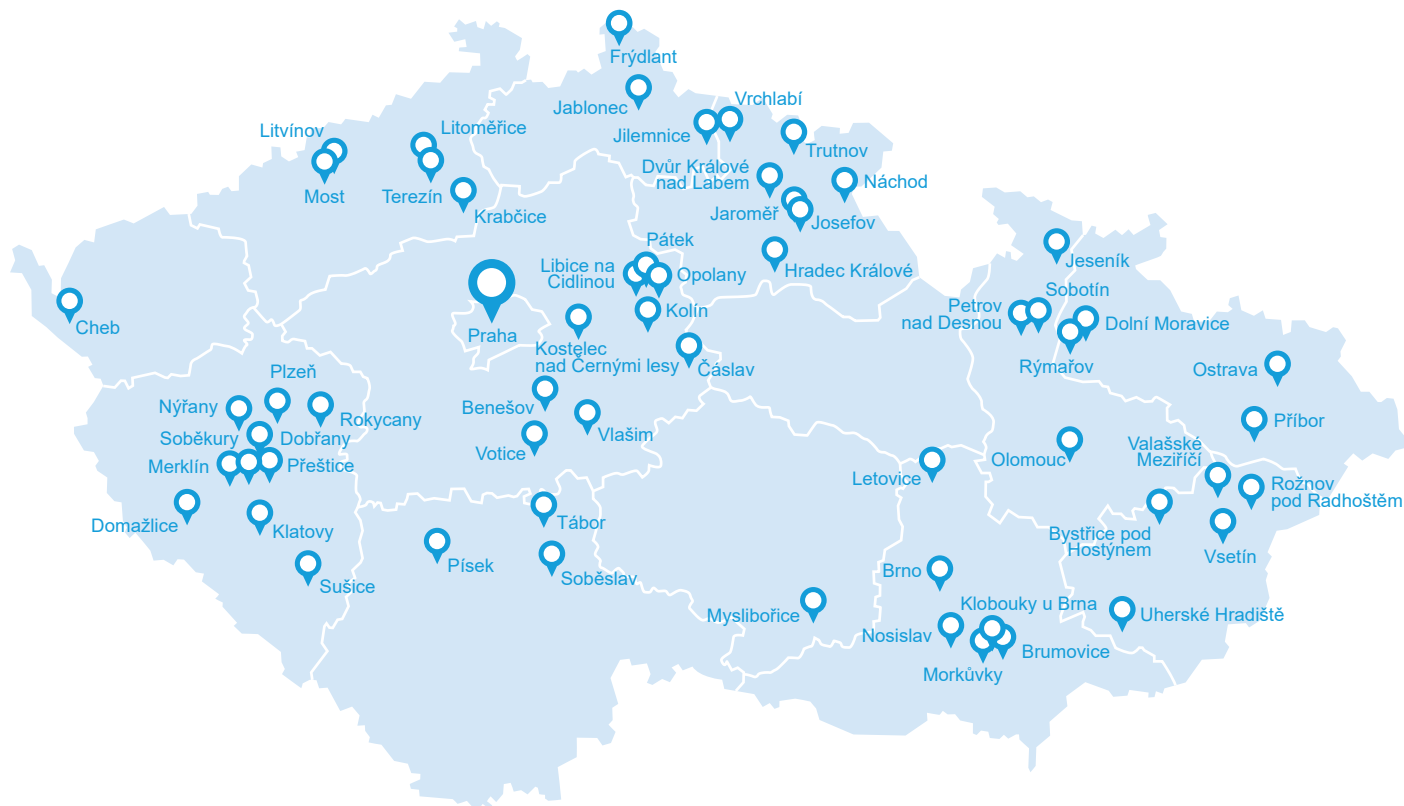 Frýdlant
Jablonec
Vrchlabí
Jilemnice
Trutnov
Litvínov
Litoměřice
Most
Terezín
Krabčice
Dvůr Králové
nad Labem
Náchod
Jaroměř
Josefov
Hradec Králové
Pátek
Libice na
Cidlinou
Opolany
Kolín
Praha
Kostelec
nad Černými lesy
Čáslav
Cheb
Jeseník
Sobotín
Petrov
nad Desnou
Dolní Moravice
Rýmařov
Ostrava
Příbor
Plzeň
Nýřany
Rokycany
Soběkury
Dobřany
Merklín
Přeštice
Domažlice
Klatovy
Sušice
Benešov
Vlašim
Votice
Tábor
Písek
Soběslav
Letovice
Olomouc
Valašské
Meziříčí
Rožnov
pod Radhoštěm
Bystřice pod
Hostýnem
Vsetín
Brno
Klobouky u Brna
Myslibořice
Nosislav
Brumovice
Morkůvky
Uherské Hradiště